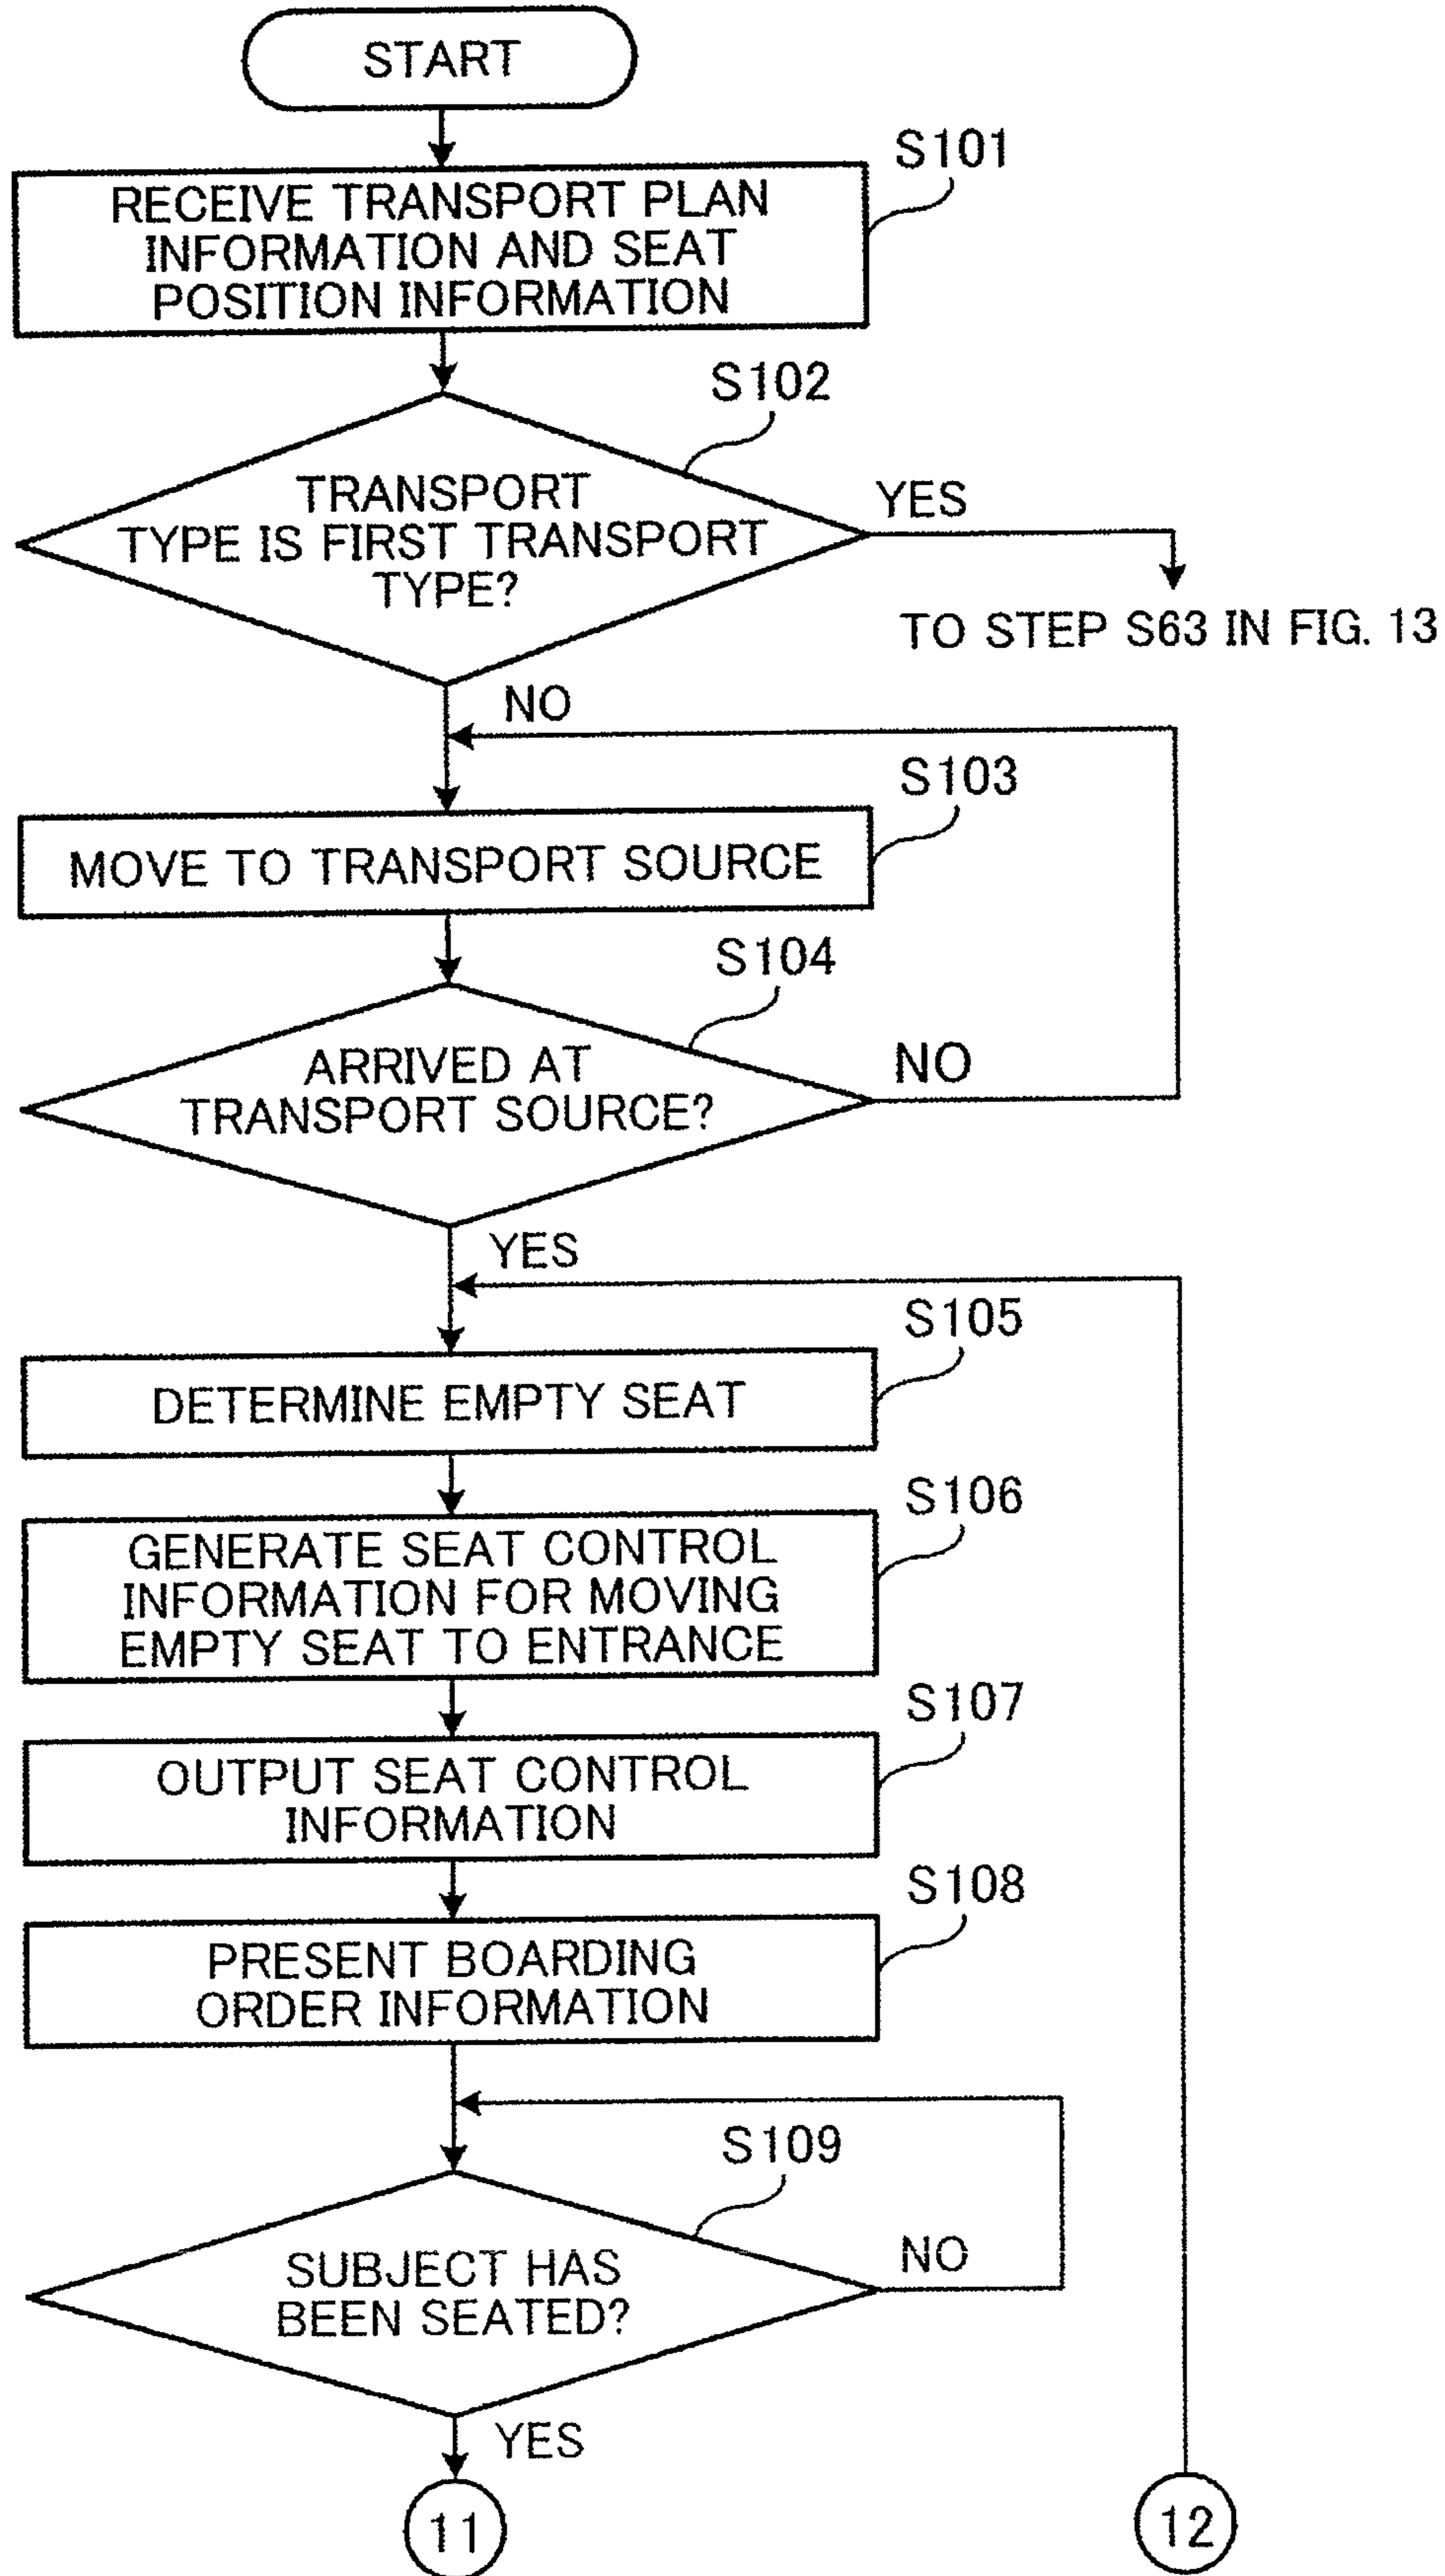 START
S101
RECEIVE TRANSPORT PLAN
INFORMATION AND SEAT
POSITION INFORMATION
S102
TRANSPORT
TYPE IS FIRST TRANSPORT
TYPE?
YES
TO STEP S63 IN FIG. 13
NO
S103
MOVE TO TRANSPORT SOURCE
S104
ARRIVED AT
TRANSPORT SOURCE?
NO
YES
S105
DETERMINE EMPTY SEAT
S106
GENERATE SEAT CONTROL
INFORMATION FOR MOVING
EMPTY SEAT TO ENTRANCE
S107
OUTPUT SEAT CONTROL
INFORMATION
S108
PRESENT BOARDING
ORDER INFORMATION
S109
SUBJECT HAS
BEEN SEATED?
NO
YES
11
12